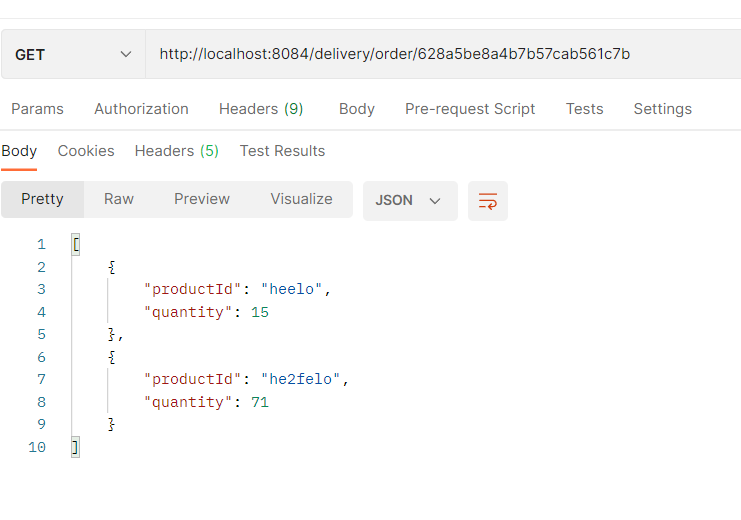 GET http://localhost:8084/delivery/order/628a5be8a4b7b57cab561c7b
Params Authorization Headers (9) Body Pre-request Script Tests Settings
Body Cookies Headers (5) Test Results
Pretty Raw Preview Visualize JSON
1 [
2 {
3 "productId": "heelo",
4 "quantity": 15
5 },
6 {
7 "productId": "he2felo",
8 "quantity": 71
9 }
10 ]